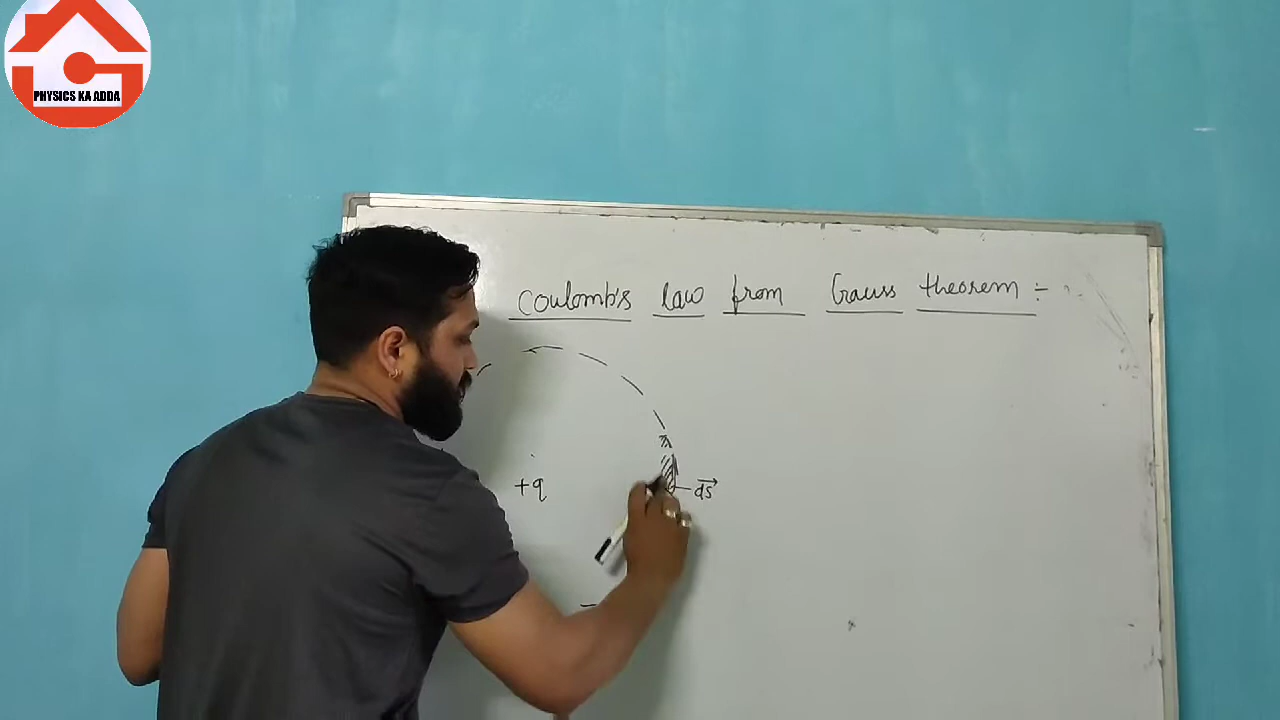 PHYSICS KA ADDA
Coulomb's law from Gauss theorem :-
+q
ds